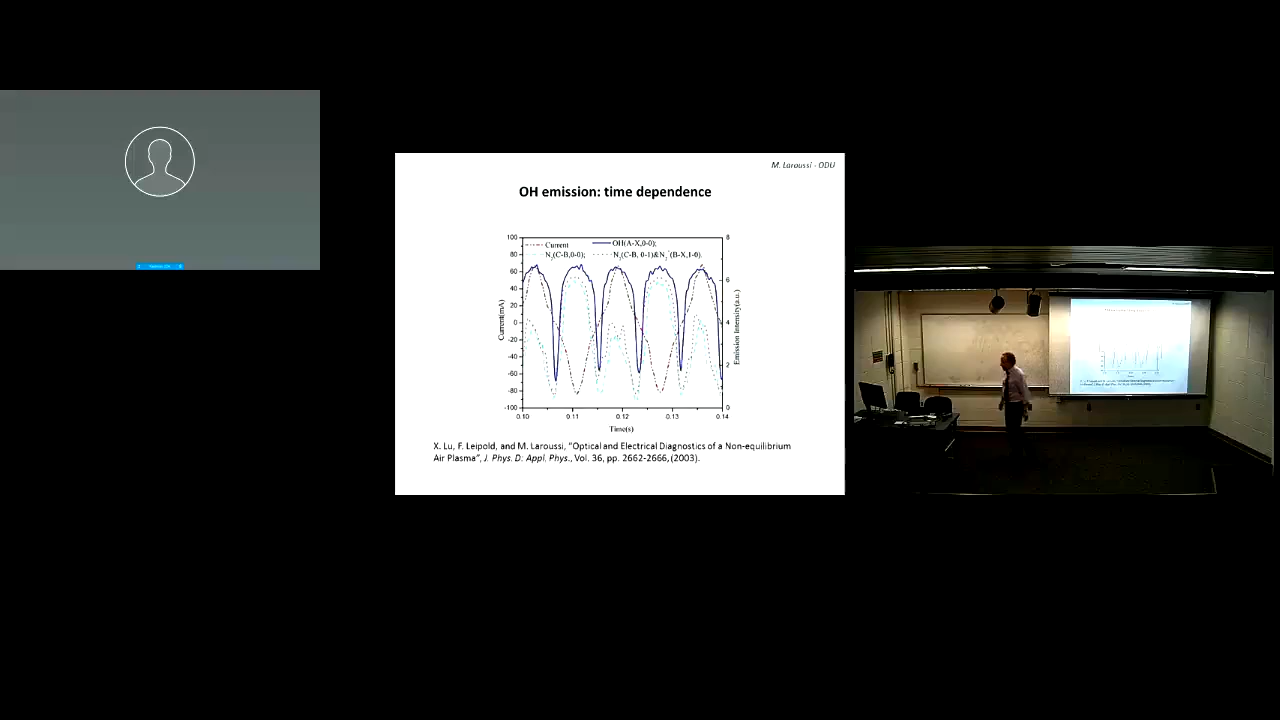 M. Laroussi - ODU
OH emission: time dependence
Current
OH(A-X,0-0);
N2(C-B,0-0);
N2(C-B, 0-1)&N2+(B-X,1-0).
100
80
60
40
20
0
-20
-40
-60
-80
-100
8
6
4
2
0
Current(mA)
Emission Intensity(a.u.)
0.10 0.11 0.12 0.13 0.14
Time(s)
X. Lu, F. Leipold, and M. Laroussi, "Optical and Electrical Diagnostics of a Non-equilibrium
Air Plasma", J. Phys. D: Appl. Phys., Vol. 36, pp. 2662-2666, (2003).